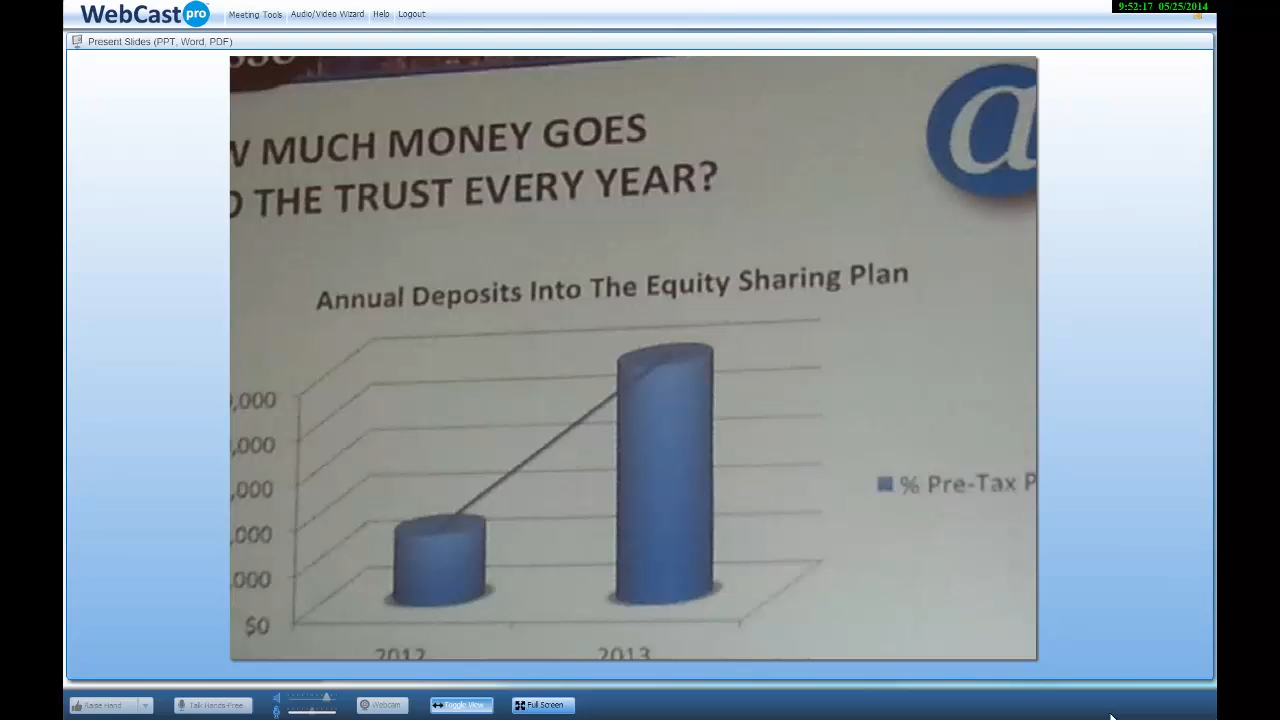 WebCast pro
Meeting Tools Audio/Video Wizard Help Logout
9:52:17 05/25/2014
Present Slides (PPT, Word, PDF)
W MUCH MONEY GOES
O THE TRUST EVERY YEAR?
@
Annual Deposits Into The Equity Sharing Plan
,000
,000
,000
,000
,000
$0
2012 2013
% Pre-Tax P
Raise Hand Talk Hands-Free Webcam Toggle View Full Screen